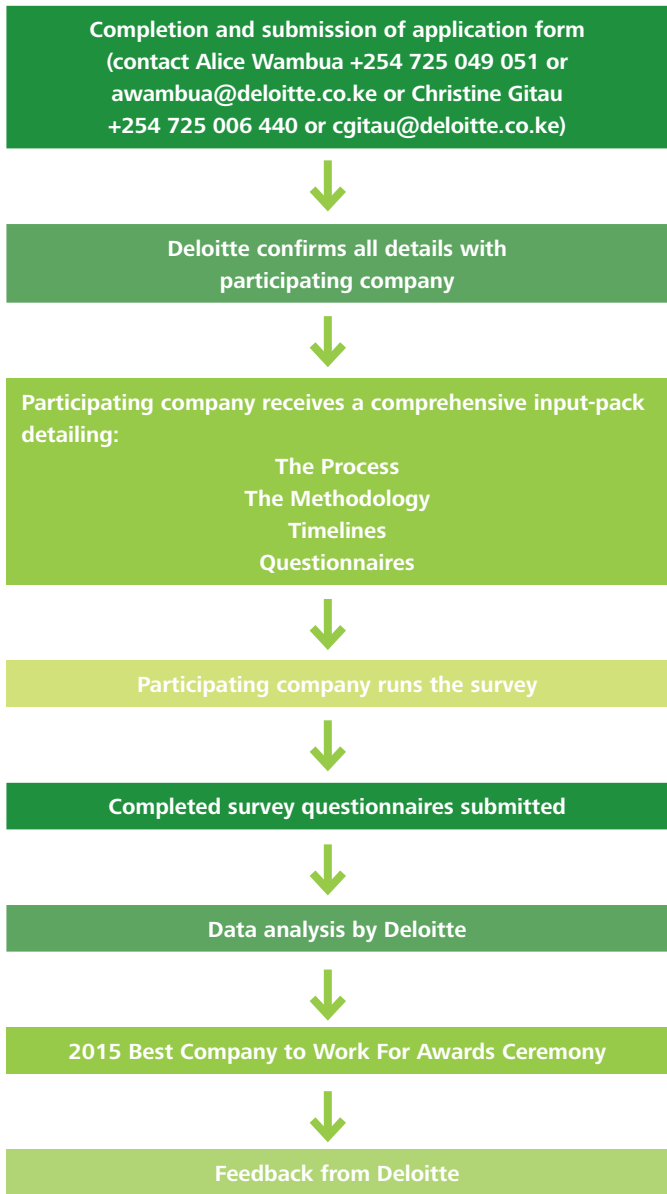 Completion and submission of application form
(contact Alice Wambua +254 725 049 051 or
awambua@deloitte.co.ke or Christine Gitau
+254 725 006 440 or cgitau@deloitte.co.ke)
Deloitte confirms all details with
participating company
Participating company receives a comprehensive input-pack
detailing:
The Process
The Methodology
Timelines
Questionnaires
Participating company runs the survey
Completed survey questionnaires submitted
Data analysis by Deloitte
2015 Best Company to Work For Awards Ceremony
Feedback from Deloitte